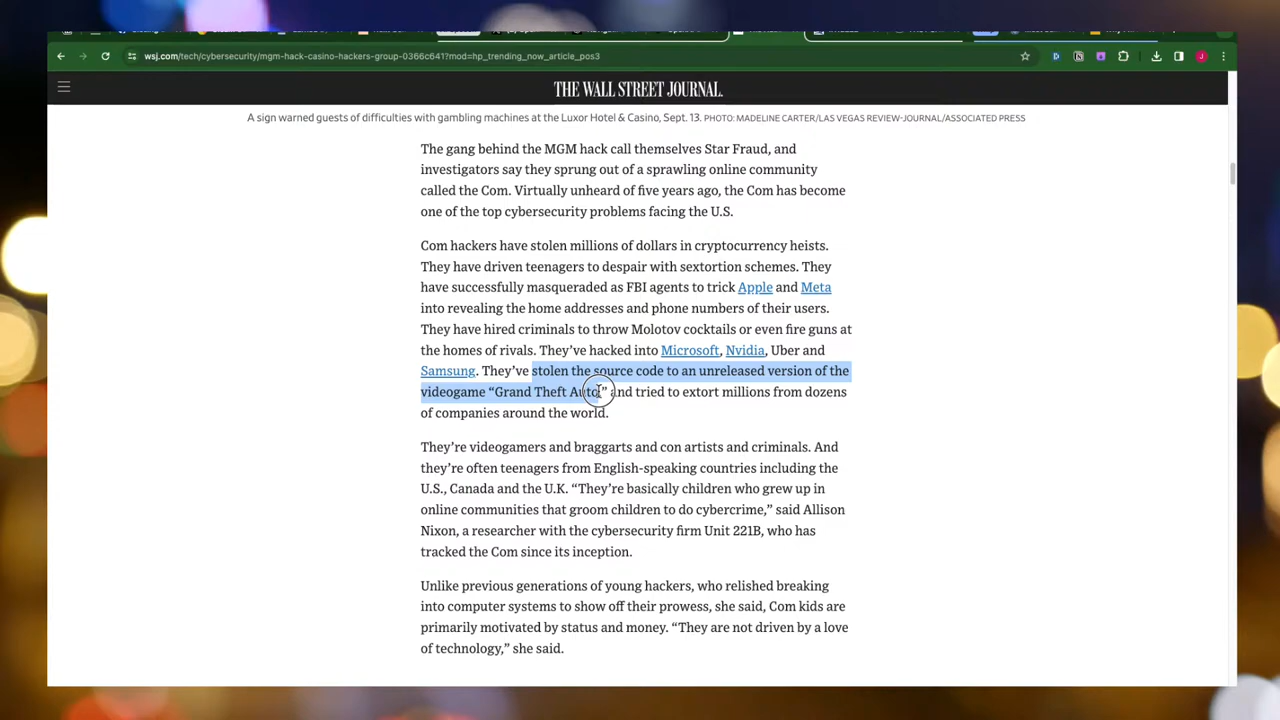 wsj.com/tech/cybersecurity/mgm-hack-casino-hackers-group-0366c641?mod=hp_trending_now_article_pos3
J
THE WALL STREET JOURNAL.
A sign warned guests of difficulties with gambling machines at the Luxor Hotel & Casino, Sept. 13. PHOTO: MADELINE CARTER/LAS VEGAS REVIEW-JOURNAL/ASSOCIATED PRESS
The gang behind the MGM hack call themselves Star Fraud, and
investigators say they sprung out of a sprawling online community
called the Com. Virtually unheard of five years ago, the Com has become
one of the top cybersecurity problems facing the U.S.
Com hackers have stolen millions of dollars in cryptocurrency heists.
They have driven teenagers to despair with sextortion schemes. They
have successfully masqueraded as FBI agents to trick Apple and Meta
into revealing the home addresses and phone numbers of their users.
They have hired criminals to throw Molotov cocktails or even fire guns at
the homes of rivals. They’ve hacked into Microsoft, Nvidia, Uber and
Samsung. They’ve stolen the source code to an unreleased version of the
videogame “Grand Theft Auto,” and tried to extort millions from dozens
of companies around the world.
They’re videogamers and braggarts and con artists and criminals. And
they’re often teenagers from English-speaking countries including the
U.S., Canada and the U.K. “They’re basically children who grew up in
online communities that groom children to do cybercrime,” said Allison
Nixon, a researcher with the cybersecurity firm Unit 221B, who has
tracked the Com since its inception.
Unlike previous generations of young hackers, who relished breaking
into computer systems to show off their prowess, she said, Com kids are
primarily motivated by status and money. “They are not driven by a love
of technology,” she said.